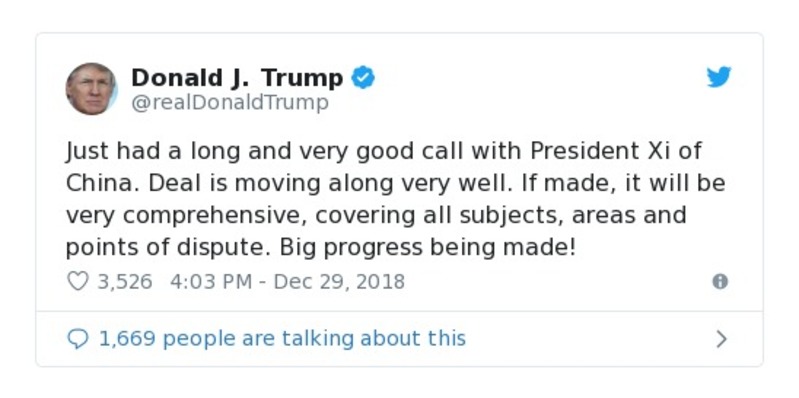 Donald J. Trump
@realDonaldTrump
Just had a long and very good call with President Xi of
China. Deal is moving along very well. If made, it will be
very comprehensive, covering all subjects, areas and
points of dispute. Big progress being made!
3,526 4:03 PM - Dec 29, 2018
1,669 people are talking about this